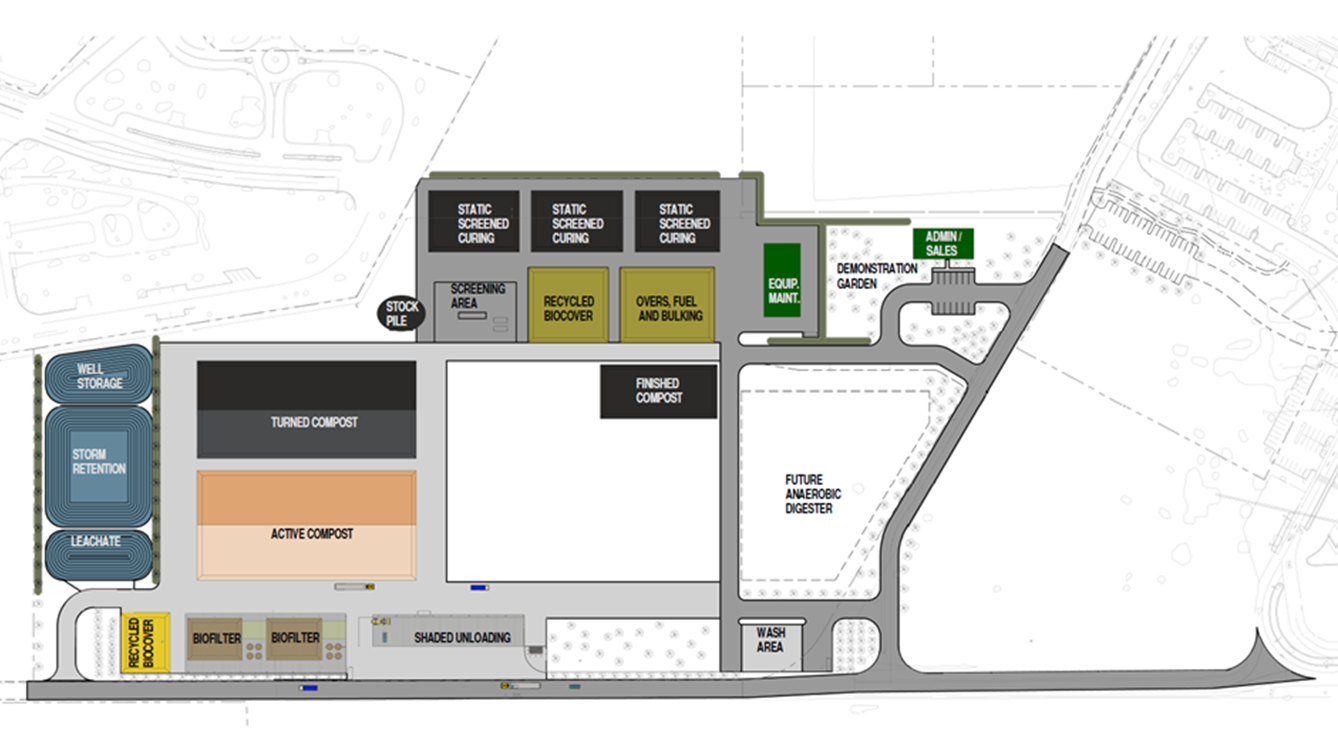 STATIC
SCREENED
CURING
STATIC
SCREENED
CURING
STATIC
SCREENED
CURING
ADMIN /
SALES
DEMONSTRATION
GARDEN
EQUIP.
MAINT.
SCREENING
AREA
RECYCLED
BIOCOVER
OVERS, FUEL
AND BULKING
STOCK
PILE
WELL
STORAGE
FINISHED
COMPOST
TURNED COMPOST
STORM
RETENTION
FUTURE
ANAEROBIC
DIGESTER
ACTIVE COMPOST
LEACHATE
RECYCLED
BIOCOVER
BIOFILTER
BIOFILTER
SHADED UNLOADING
WASH
AREA